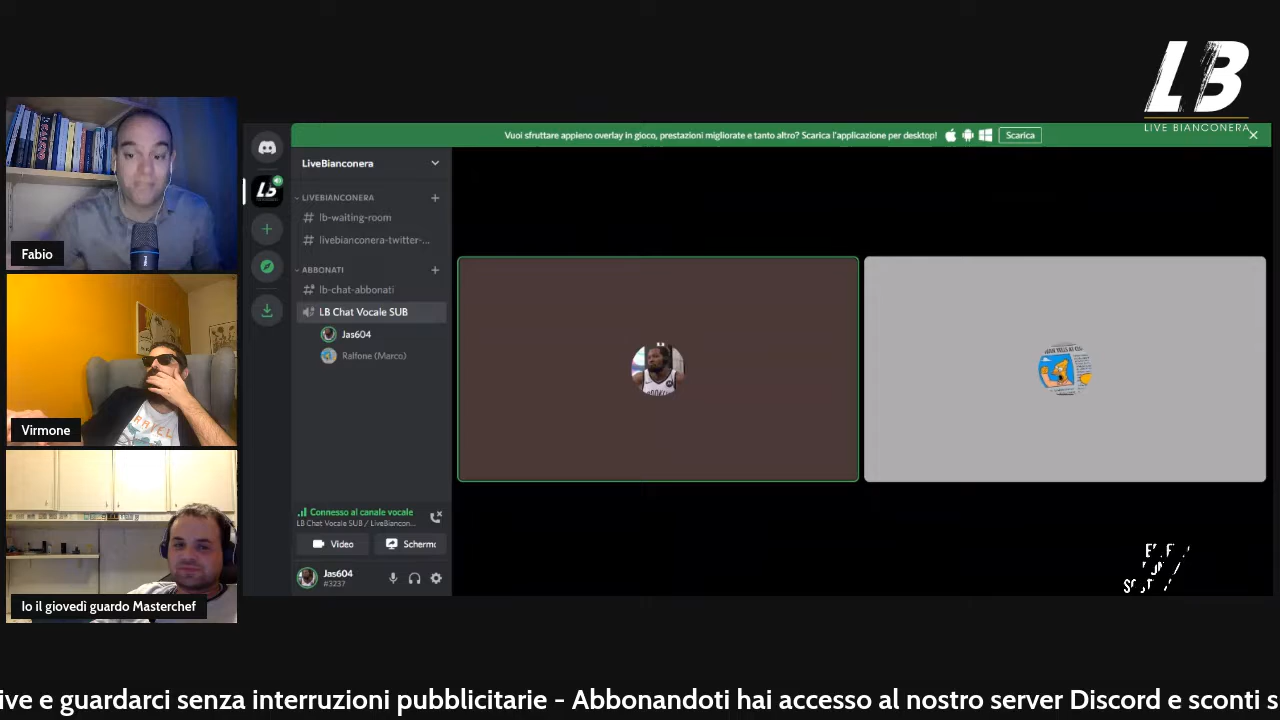 LB
LIVE BIANCONERA
Vuoi sfruttare appieno overlay in gioco, prestazioni migliorate e tanto altro? Scarica l'applicazione per desktop!
Scarica
LiveBianconera
LIVEBIANCONERA
lb-waiting-room
livebianconera-twitter-...
ABBONATI
lb-chat-abbonati
LB Chat Vocale SUB
Jas604
Ralfone (Marco)
Connesso al canale vocale
LB Chat Vocale SUB / LiveBiancon...
Video
Schermo
Jas604
#3237
Fabio
Virmone
Io il giovedì guardo Masterchef
ive e guardarci senza interruzioni pubblicitarie - Abbonandoti hai accesso al nostro server Discord e sconti s